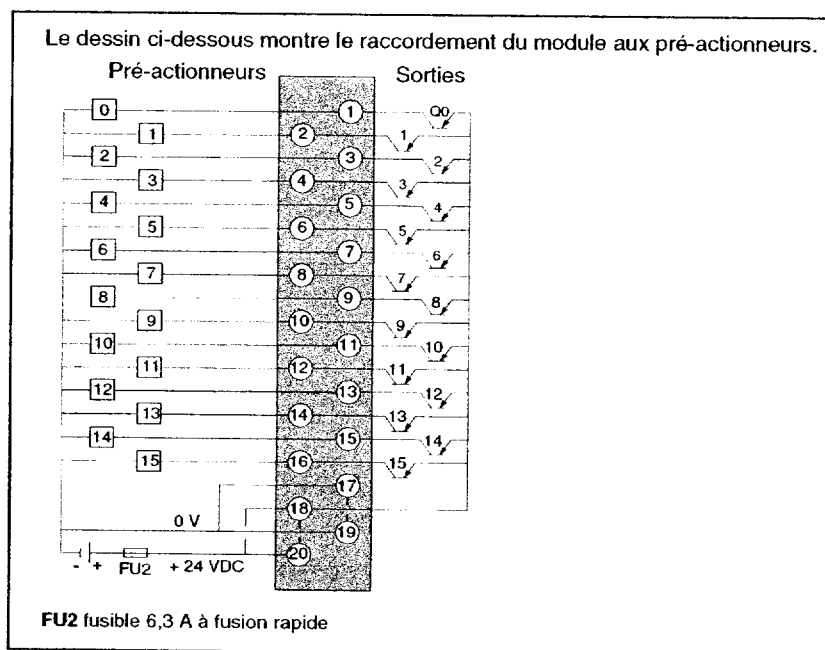 Le dessin ci-dessous montre le raccordement du module aux pré-actionneurs.
Pré-actionneurs Sorties
0 1 Q0
1 2 1
2 3 2
3 4 3
4 5 4
5 6 5
6 7 6
7 8 7
8 9 8
9 10 9
10 11 10
11 12 11
12 13 12
13 14 13
14 15 14
15 16 15
17
18
0 V 19
20
- + FU2 + 24 VDC
FU2 fusible 6,3 A à fusion rapide